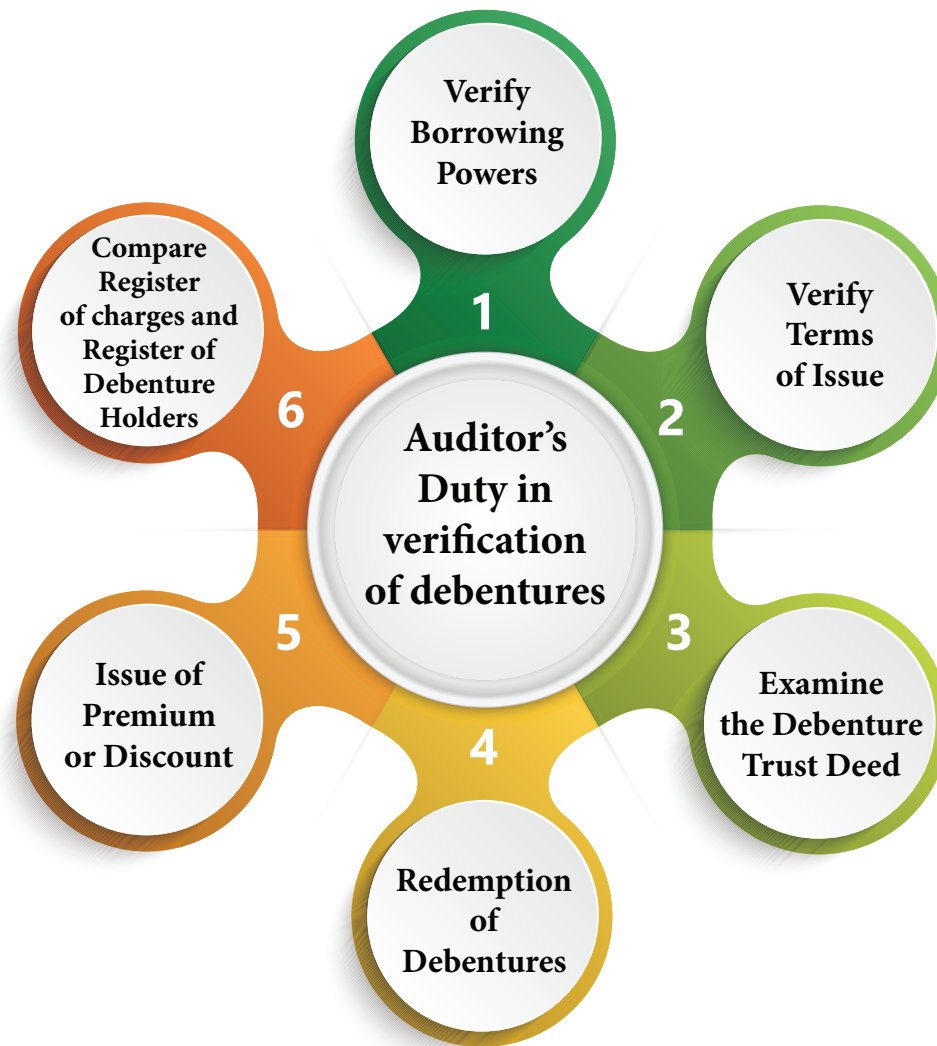 Auditor’s
Duty in
verification
of debentures
1
Verify
Borrowing
Powers
2
Verify
Terms
of Issue
3
Examine
the Debenture
Trust Deed
4
Redemption
of
Debentures
5
Issue of
Premium
or Discount
6
Compare
Register
of charges and
Register of
Debenture
Holders